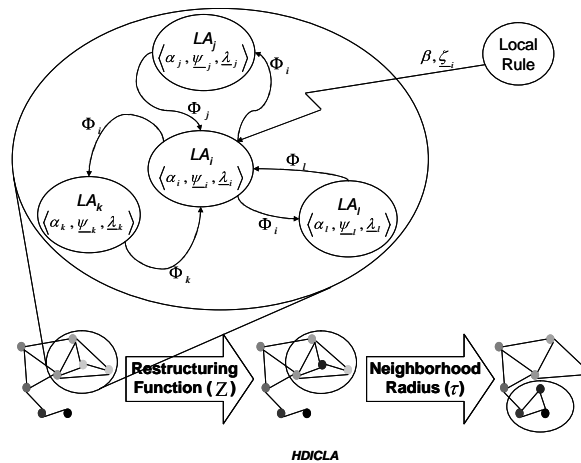 LA_j
⟨α_j, ψ_j, λ_j⟩
Φ_i
Φ_j
β, ζ_i
Local
Rule
Φ_i
LA_i
⟨α_i, ψ_i, λ_i⟩
Φ_l
LA_k
⟨α_k, ψ_k, λ_k⟩
LA_l
⟨α_l, ψ_l, λ_l⟩
Φ_i
Φ_k
Restructuring
Function (Z)
Neighborhood
Radius (τ)
HDICLA